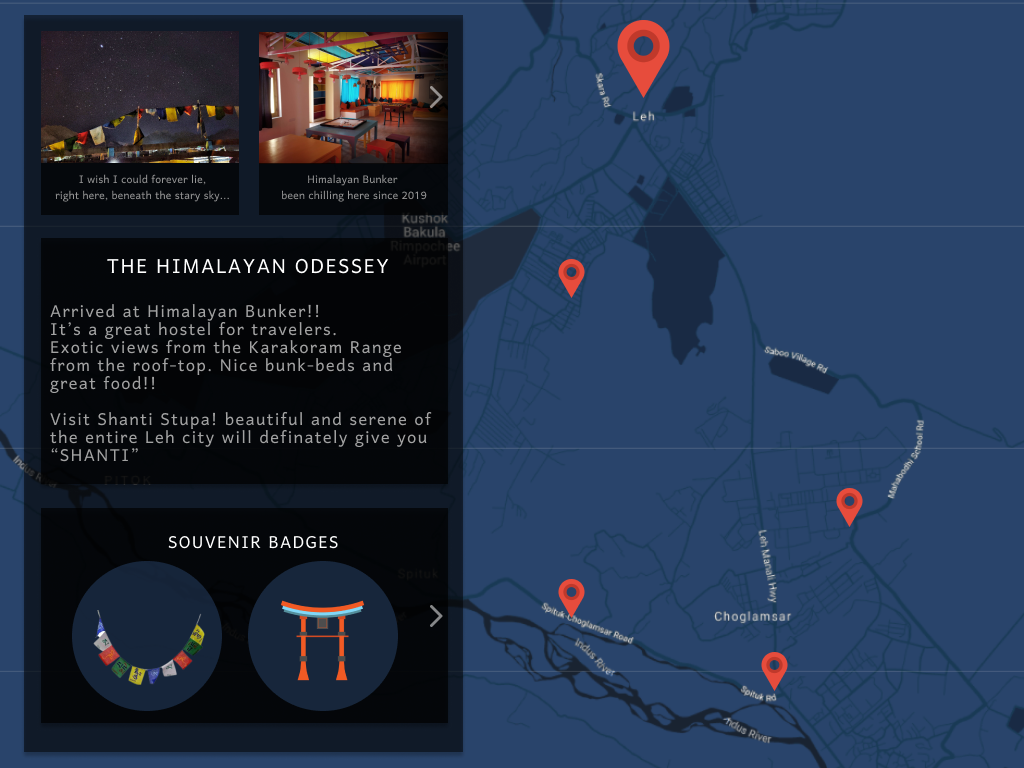 I wish I could forever lie,
right here, beneath the stary sky...
Himalayan Bunker
been chilling here since 2019
THE HIMALAYAN ODESSEY
Arrived at Himalayan Bunker!!
It's a great hostel for travelers.
Exotic views from the Karakoram Range
from the roof-top. Nice bunk-beds and
great food!!
Visit Shanti Stupa! beautiful and serene of
the entire Leh city will definately give you
“SHANTI”
SOUVENIR BADGES
Skara Rd
Leh
Kushok
Bakula
Rimpochee
Airport
Saboo Village Rd
Mahabodhi School Rd
Leh Manali Hwy
Choglamsar
Spituk-Choglamsar Road
Indus River
Spituk Rd
Indus River
PITOK
Spituk